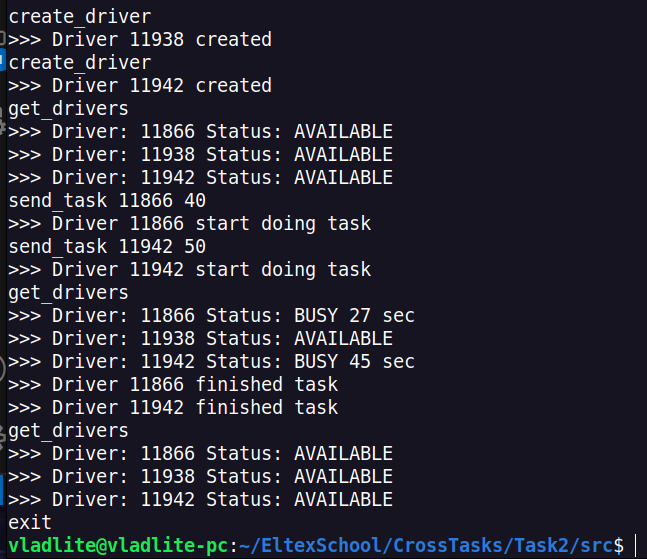 create_driver
>>> Driver 11938 created
create_driver
>>> Driver 11942 created
get_drivers
>>> Driver: 11866 Status: AVAILABLE
>>> Driver: 11938 Status: AVAILABLE
>>> Driver: 11942 Status: AVAILABLE
send_task 11866 40
>>> Driver 11866 start doing task
send_task 11942 50
>>> Driver 11942 start doing task
get_drivers
>>> Driver: 11866 Status: BUSY 27 sec
>>> Driver: 11938 Status: AVAILABLE
>>> Driver: 11942 Status: BUSY 45 sec
>>> Driver 11866 finished task
>>> Driver 11942 finished task
get_drivers
>>> Driver: 11866 Status: AVAILABLE
>>> Driver: 11938 Status: AVAILABLE
>>> Driver: 11942 Status: AVAILABLE
exit
vladlite@vladlite-pc:~/EltexSchool/CrossTasks/Task2/src$